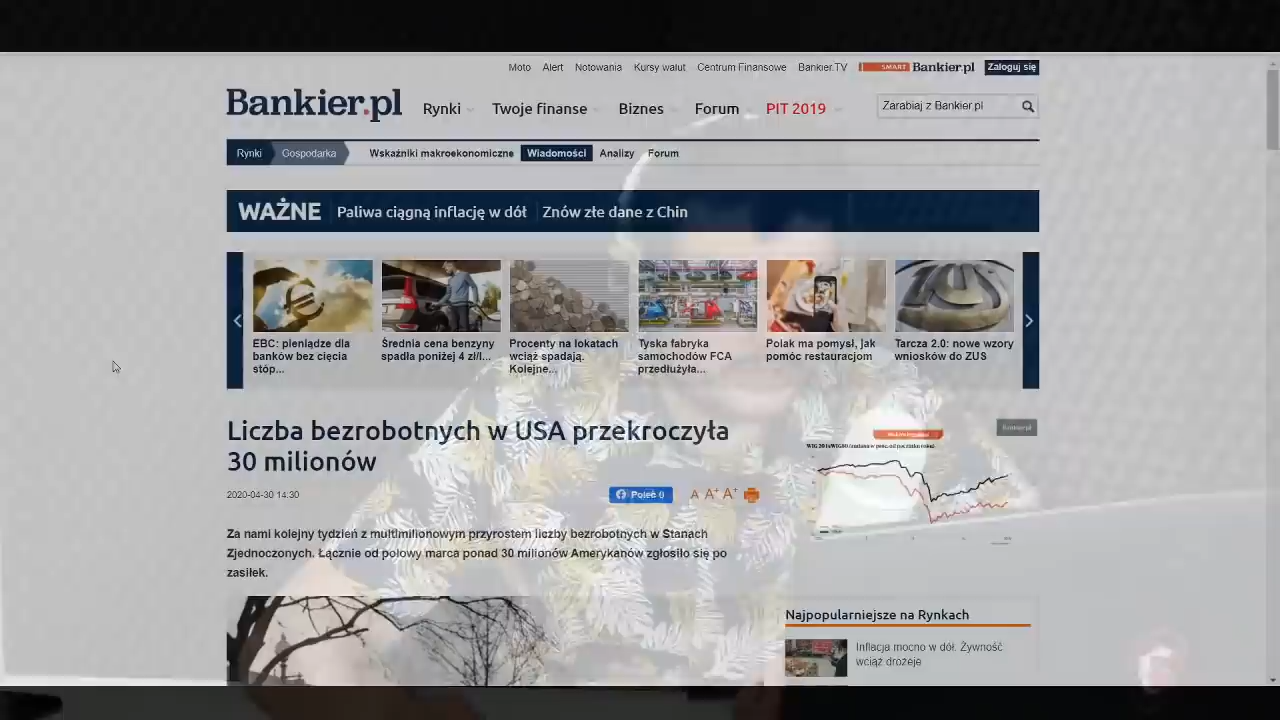 Moto Alert Notowania Kursy walut Centrum Finansowe Bankier.TV SMART Bankier.pl Zaloguj się
Bankier.pl Rynki Twoje finanse Biznes Forum PIT 2019 Zarabiaj z Bankier.pl
Rynki Gospodarka Wskaźniki makroekonomiczne Wiadomości Analizy Forum
WAŻNE Paliwa ciągną inflację w dół Znów złe dane z Chin
EBC: pieniądze dla
banków bez cięcia
stóp...
Średnia cena benzyny
spadła poniżej 4 zł/l...
Procenty na lokatach
wciąż spadają.
Kolejne...
Tyska fabryka
samochodów FCA
przedłużyła...
Polak ma pomysł, jak
pomóc restauracjom
Tarcza 2.0: nowe wzory
wniosków do ZUS
Liczba bezrobotnych w USA przekroczyła
30 milionów
2020-04-30 14:30
Poleć 0
A A+ A+
Za nami kolejny tydzień z multimilionowym przyrostem liczby bezrobotnych w Stanach
Zjednoczonych. Łącznie od połowy marca ponad 30 milionów Amerykanów zgłosiło się po
zasiłek.
Najpopularniejsze na Rynkach
Inflacja mocno w dół. Żywność
wciąż drożeje